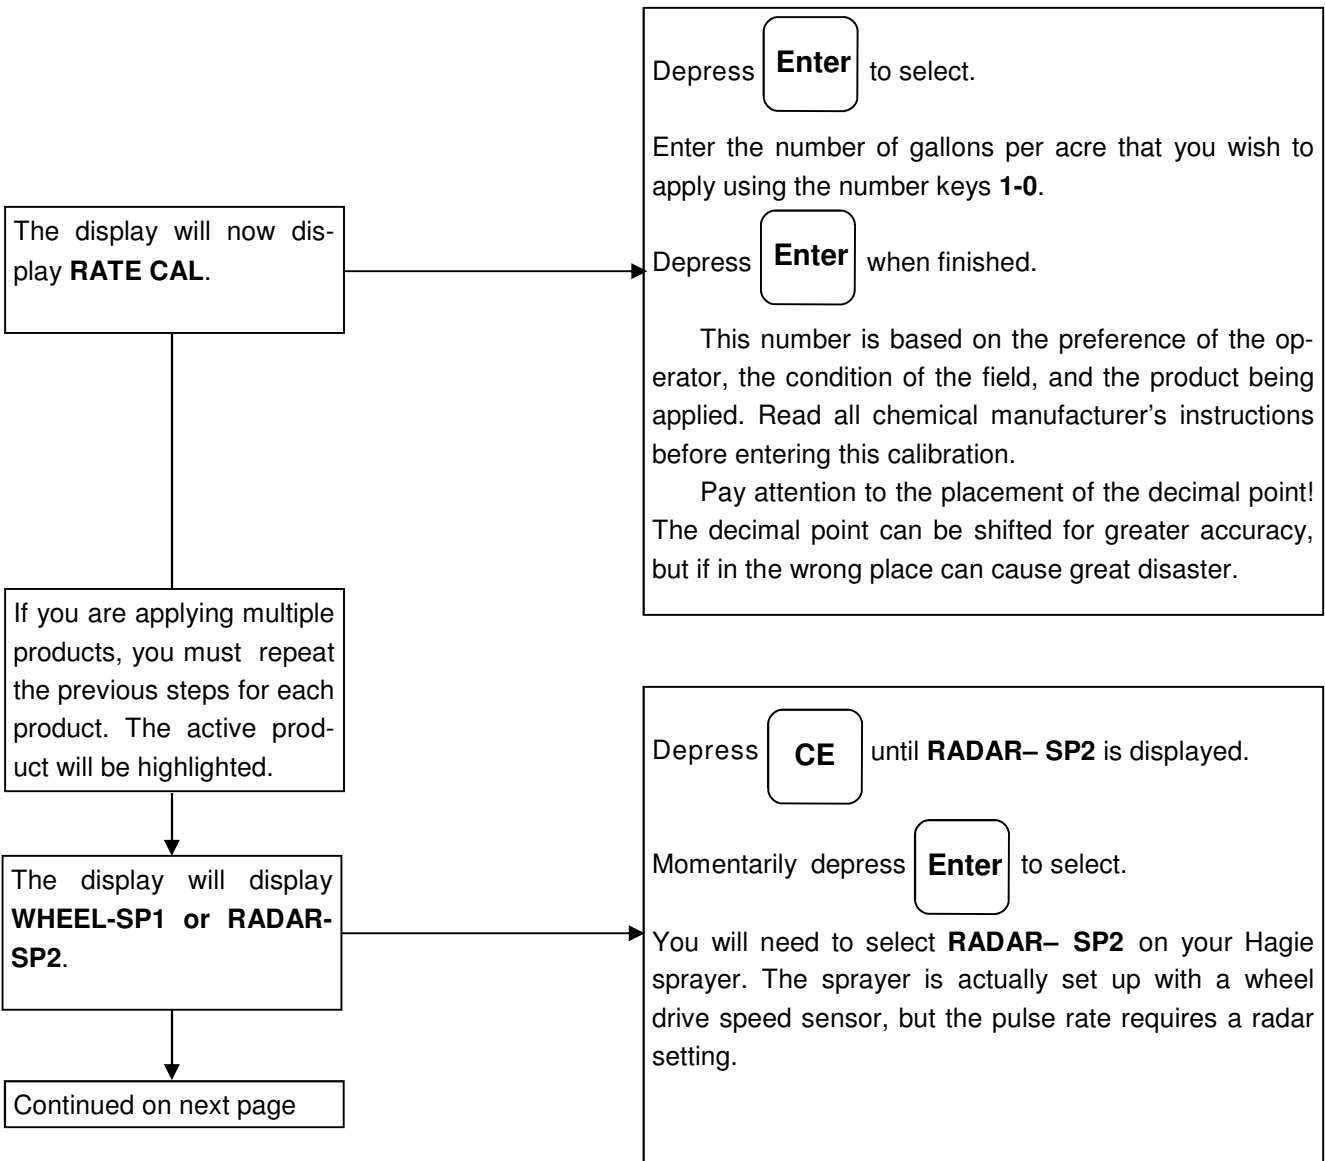 The display will now dis-
play RATE CAL.
Depress Enter to select.
Enter the number of gallons per acre that you wish to
apply using the number keys 1-0.
Depress Enter when finished.
This number is based on the preference of the op-
erator, the condition of the field, and the product being
applied. Read all chemical manufacturer’s instructions
before entering this calibration.
Pay attention to the placement of the decimal point!
The decimal point can be shifted for greater accuracy,
but if in the wrong place can cause great disaster.
If you are applying multiple
products, you must repeat
the previous steps for each
product. The active prod-
uct will be highlighted.
The display will display
WHEEL-SP1 or RADAR-
SP2.
Depress CE until RADAR– SP2 is displayed.
Momentarily depress Enter to select.
You will need to select RADAR– SP2 on your Hagie
sprayer. The sprayer is actually set up with a wheel
drive speed sensor, but the pulse rate requires a radar
setting.
Continued on next page